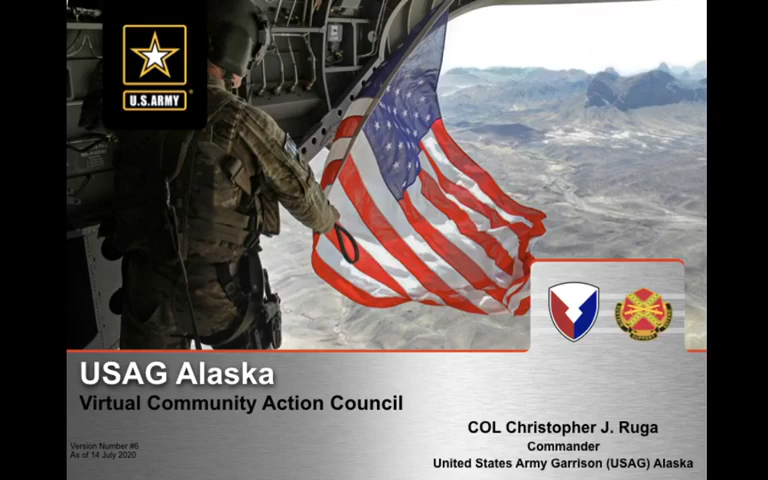 U.S.ARMY
USAG Alaska
Virtual Community Action Council
COL Christopher J. Ruga
Commander
United States Army Garrison (USAG) Alaska
Version Number #6
As of 14 July 2020